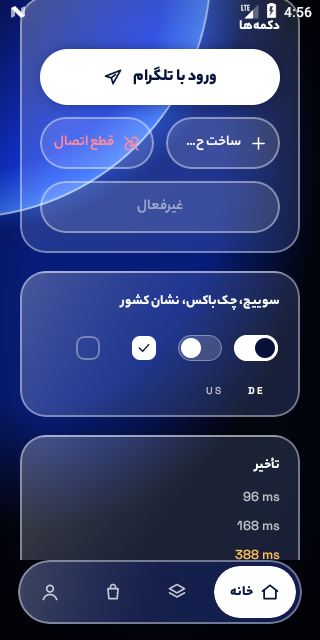 LTE 4:56
دکمه‌ها
ورود با تلگرام
ساخت ح...
قطع اتصال
غیرفعال
سوییچ، چک‌باکس، نشان کشور
DE US
تأخیر
96 ms
168 ms
388 ms
خانه